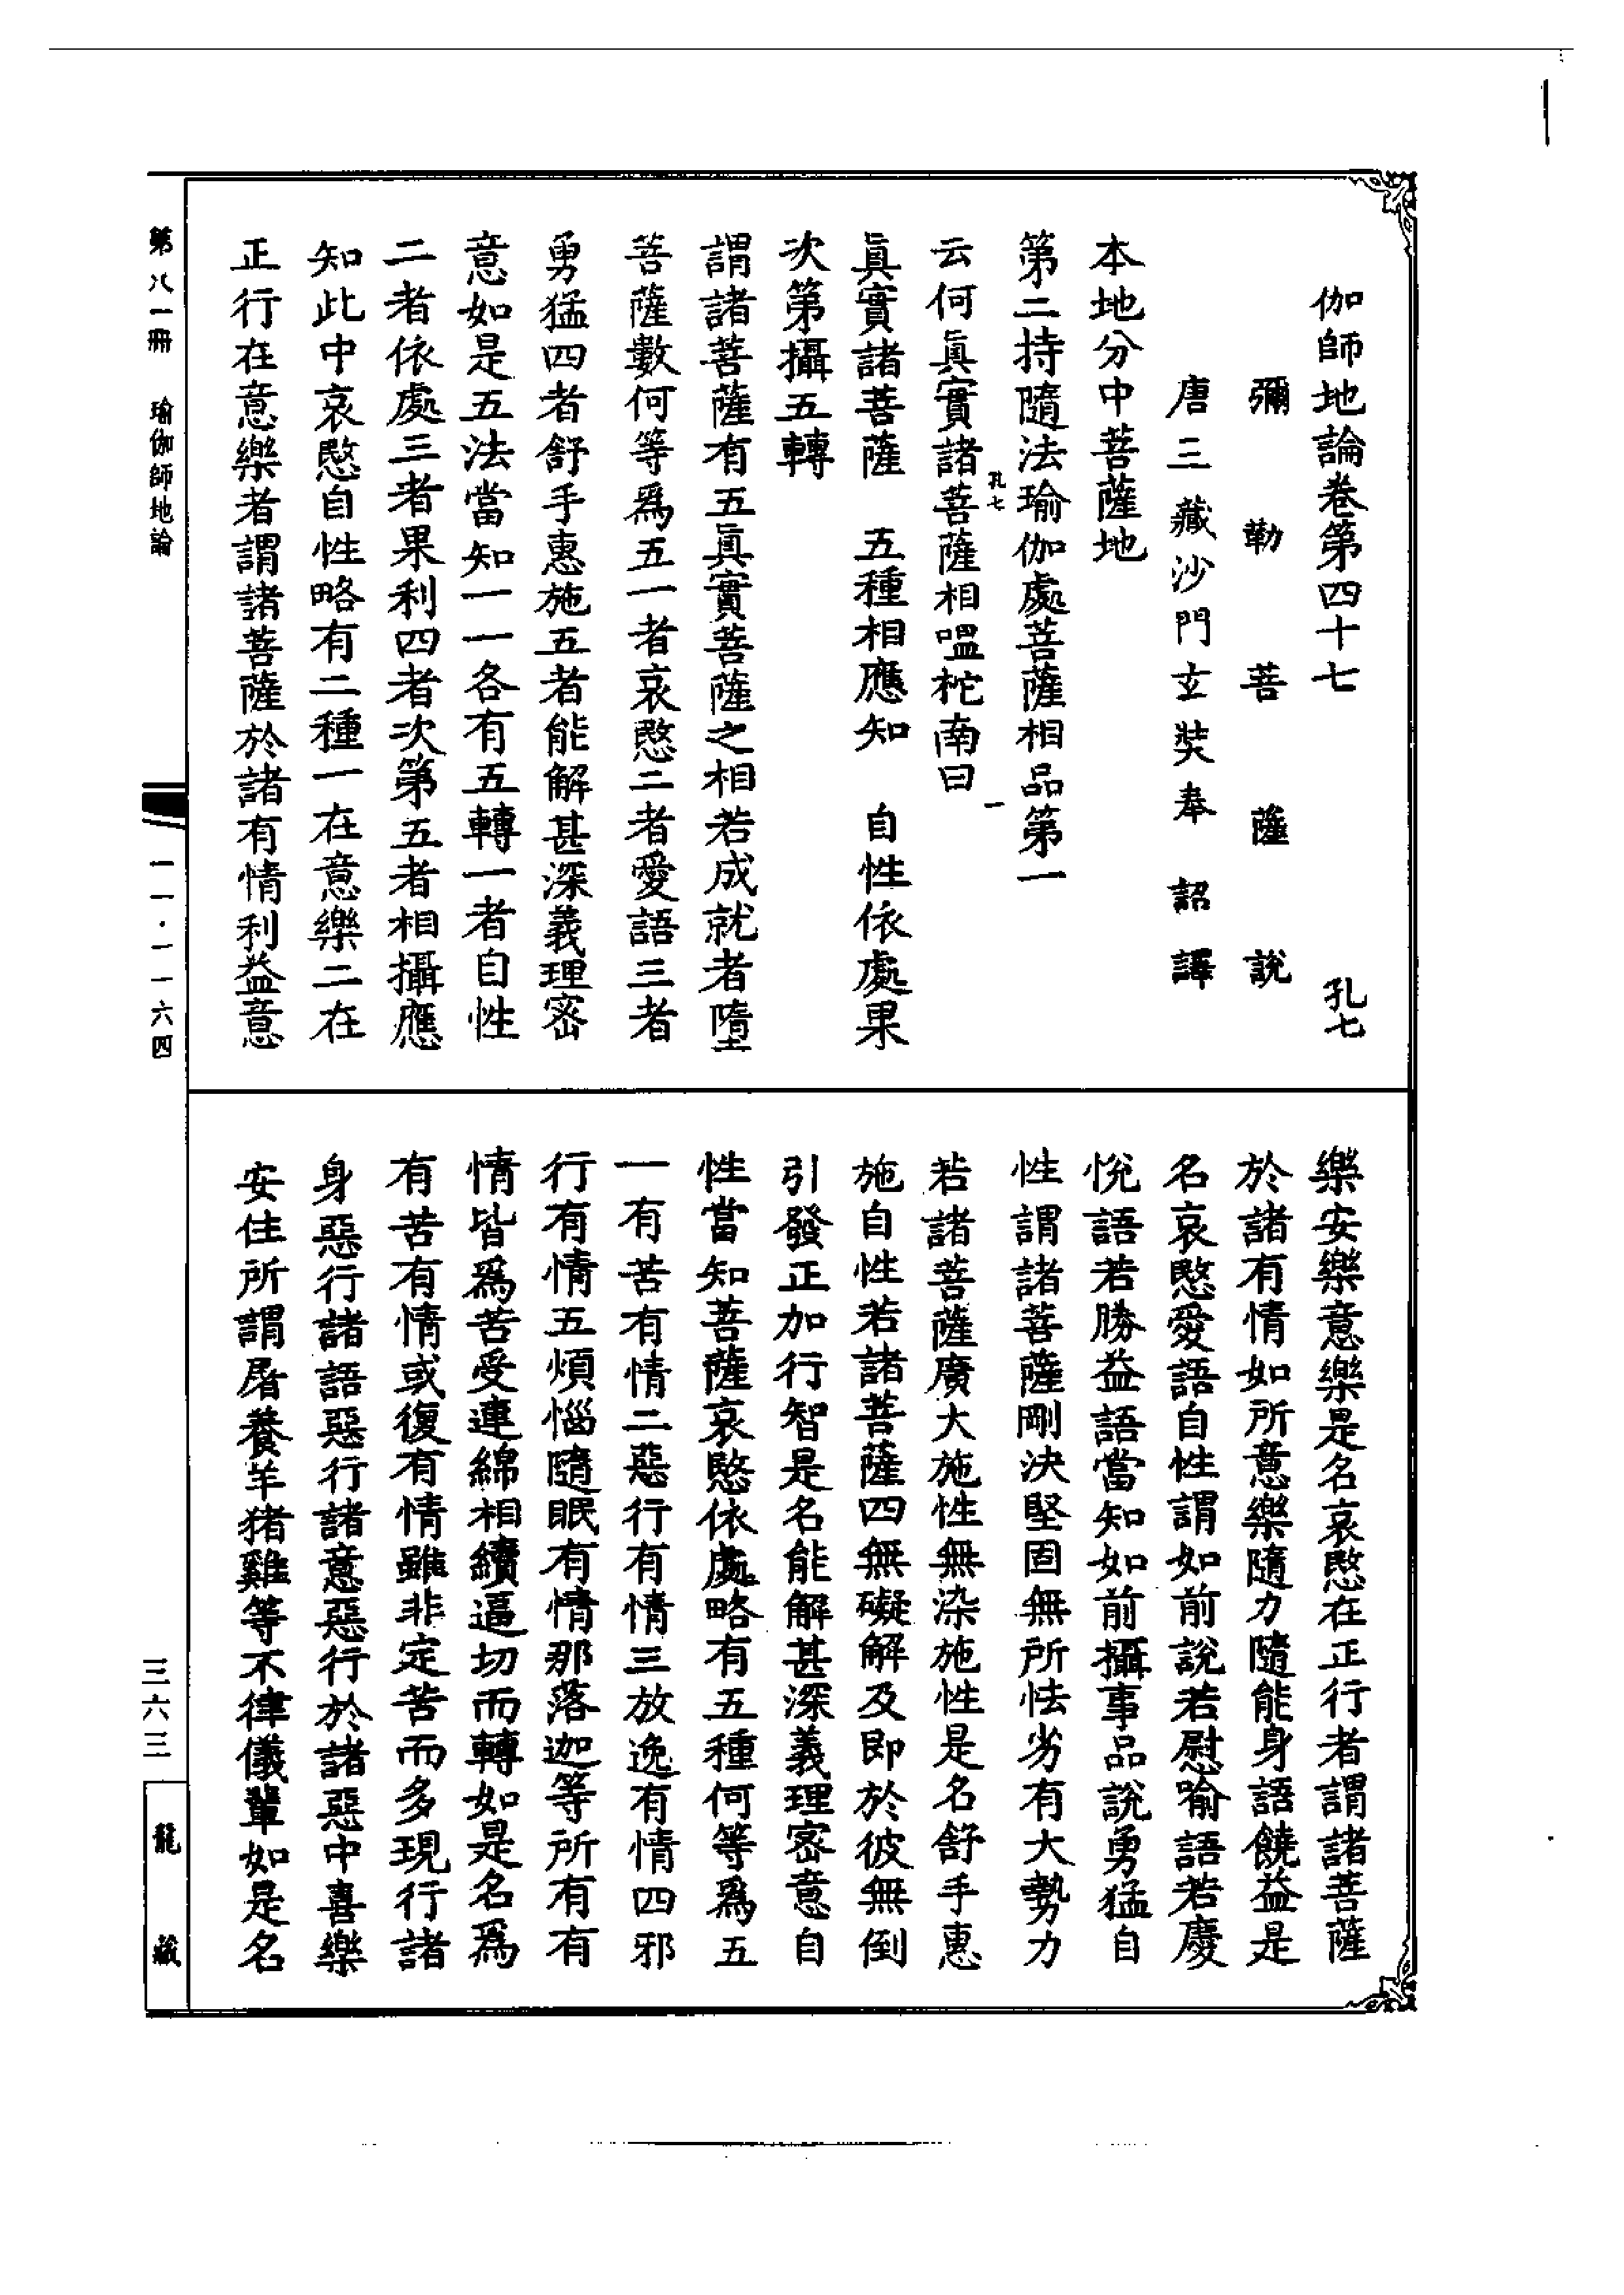 伽師地論卷第四十七 孔七
彌勒菩薩說
唐三藏沙門玄奘奉詔譯
本地分中菩薩地
第二持隨法瑜伽處菩薩相品第一
孔七 一
云何眞實諸菩薩相嗢柁南曰
眞實諸菩薩 五種相應知 自性依處果
次第攝五轉
謂諸菩薩有五眞實菩薩之相若成就者墮
菩薩數何等爲五一者哀愍二者愛語三者
勇猛四者舒手惠施五者能解甚深義理密
意如是五法當知一一各有五轉一者自性
二者依處三者果利四者次第五者相攝應
知此中哀愍自性略有二種一在意樂二在
正行在意樂者謂諸菩薩於諸有情利益意
樂安樂意樂是名哀愍在正行者謂諸菩薩
於諸有情如所意樂隨力隨能身語饒益是
名哀愍愛語自性謂如前說若慰喻語若慶
悅語若勝益語當知如前攝事品說勇猛自
性謂諸菩薩剛決堅固無所怯劣有大勢力
若諸菩薩廣大施性無染施性是名舒手惠
施自性若諸菩薩四無礙解及即於彼無倒
引發正加行智是名能解甚深義理密意自
性當知菩薩哀愍依處略有五種何等爲五
一有苦有情二惡行有情三放逸有情四邪
行有情五煩惱隨眠有情那落迦等所有有
情皆爲苦受連綿相續逼切而轉如是名爲
有苦有情或復有情雖非定苦而多現行諸
身惡行諸語惡行諸意惡行於諸惡中喜樂
安住所謂屠養羊猪雞等不律儀輩如是名
第八一冊 瑜伽師地論
一一·一一六四
三六三
龍藏